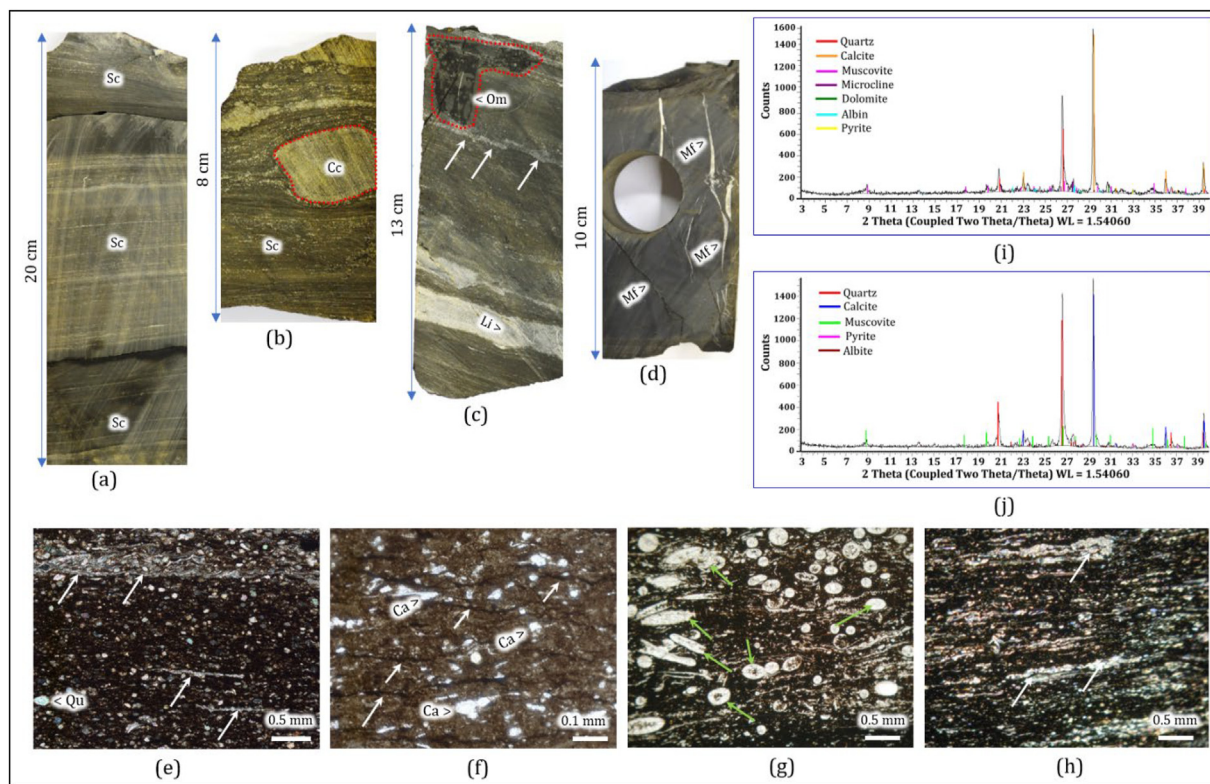 20 cm
Sc
Sc
Sc
(a)
8 cm
Cc
Sc
(b)
13 cm
< Om
Li >
(c)
10 cm
Mf >
Mf >
Mf >
(d)
1600
1400
1200
1000
800
600
400
200
0
Counts
Quartz
Calcite
Muscovite
Microcline
Dolomite
Albin
Pyrite
3 5 7 9 11 13 15 17 19 21 23 25 27 29 31 33 35 37 39
2 Theta (Coupled Two Theta/Theta) WL = 1.54060
(i)
1400
1200
1000
800
600
400
200
0
Counts
Quartz
Calcite
Muscovite
Pyrite
Albite
3 5 7 9 11 13 15 17 19 21 23 25 27 29 31 33 35 37 39
2 Theta (Coupled Two Theta/Theta) WL = 1.54060
(j)
< Qu
0.5 mm
(e)
Ca >
Ca >
Ca >
0.1 mm
(f)
0.5 mm
(g)
0.5 mm
(h)